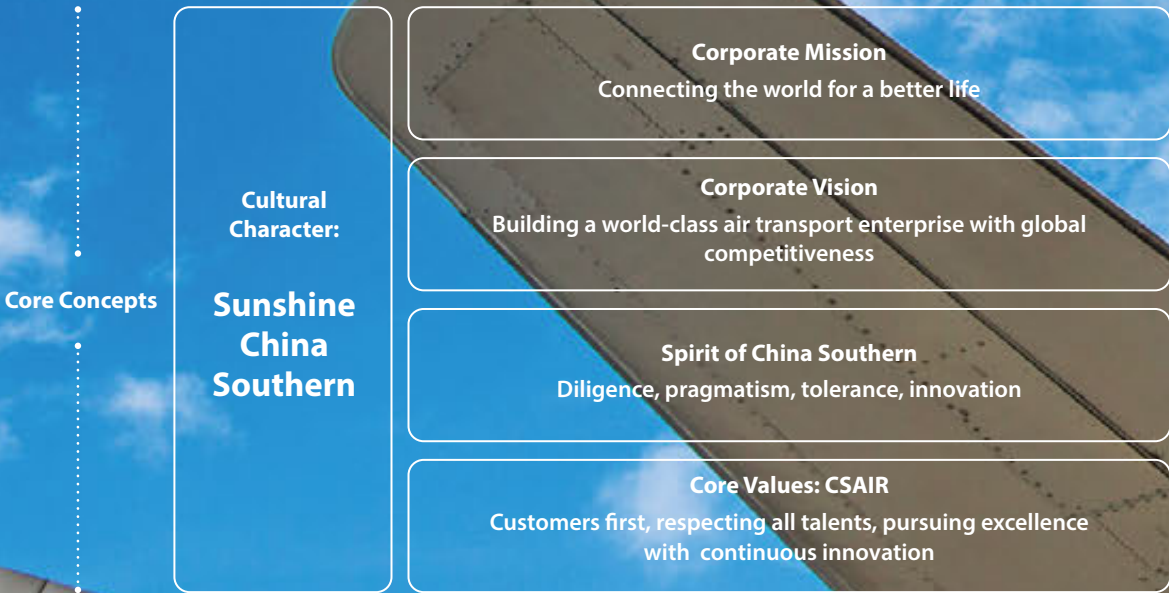 Core Concepts
Cultural
Character:
Sunshine
China
Southern
Corporate Mission
Connecting the world for a better life
Corporate Vision
Building a world-class air transport enterprise with global
competitiveness
Spirit of China Southern
Diligence, pragmatism, tolerance, innovation
Core Values: CSAIR
Customers first, respecting all talents, pursuing excellence
with continuous innovation